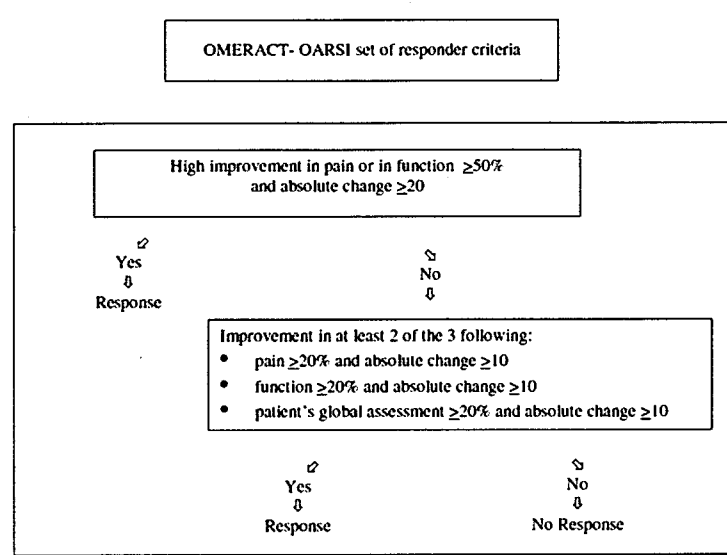 OMERACT- OARSI set of responder criteria
High improvement in pain or in function ≥50%
and absolute change ≥20
Yes
Response
No
Improvement in at least 2 of the 3 following:
• pain ≥20% and absolute change ≥10
• function ≥20% and absolute change ≥10
• patient's global assessment ≥20% and absolute change ≥10
Yes
Response
No
No Response